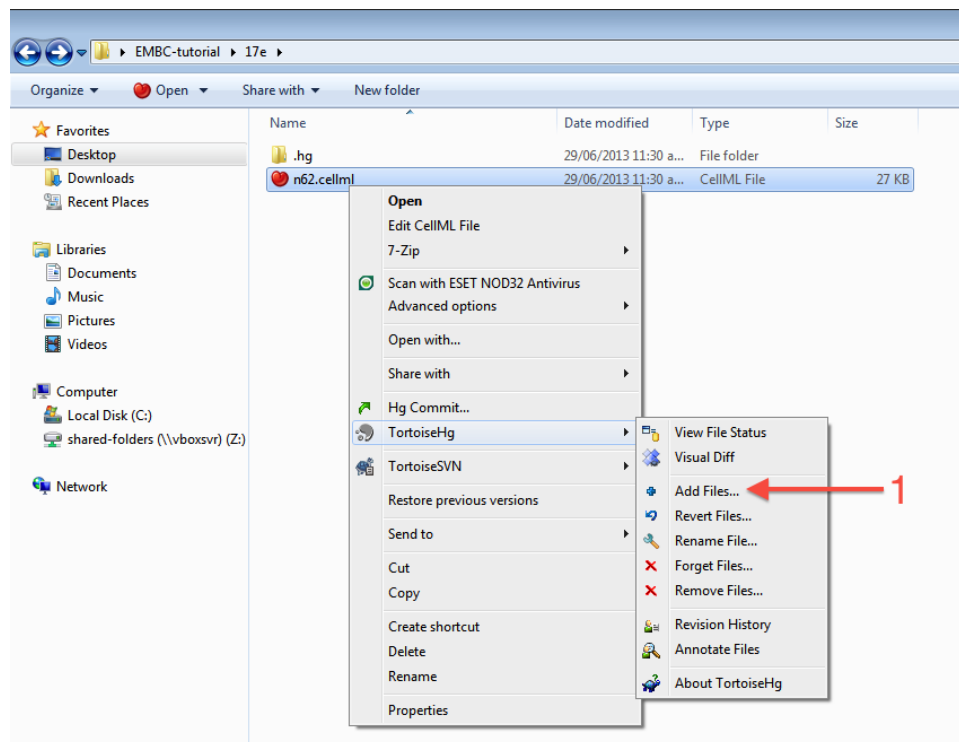 EMBC-tutorial 17e
Organize Open Share with New folder
Favorites
Desktop
Downloads
Recent Places
Libraries
Documents
Music
Pictures
Videos
Computer
Local Disk (C:)
shared-folders (\\vboxsvr) (Z:)
Network
Name Date modified Type Size
.hg 29/06/2013 11:30 a... File folder
n62.cellml 29/06/2013 11:30 a... CellML File 27 KB
Open
Edit CellML File
7-Zip
Scan with ESET NOD32 Antivirus
Advanced options
Open with...
Share with
Hg Commit...
TortoiseHg
TortoiseSVN
Restore previous versions
Send to
Cut
Copy
Create shortcut
Delete
Rename
Properties
View File Status
Visual Diff
Add Files...
1
Revert Files...
Rename File...
Forget Files...
Remove Files...
Revision History
Annotate Files
About TortoiseHg